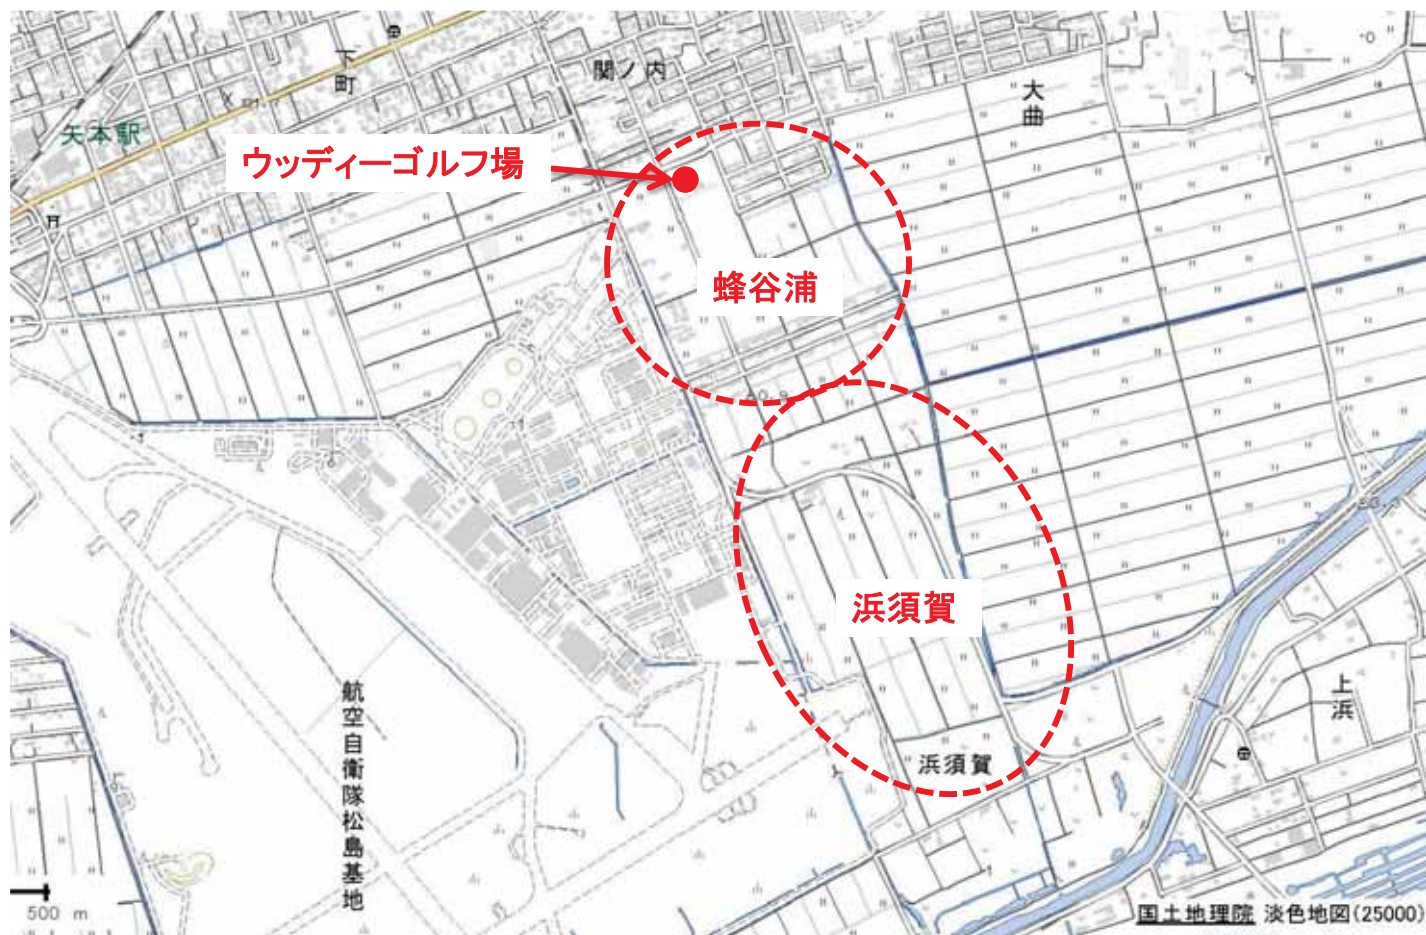 下町
関ノ内
大曲
矢本駅
ウッディーゴルフ場
蜂谷浦
浜須賀
上浜
浜須賀
航空自衛隊松島基地
500 m
国土地理院 淡色地図(25000)